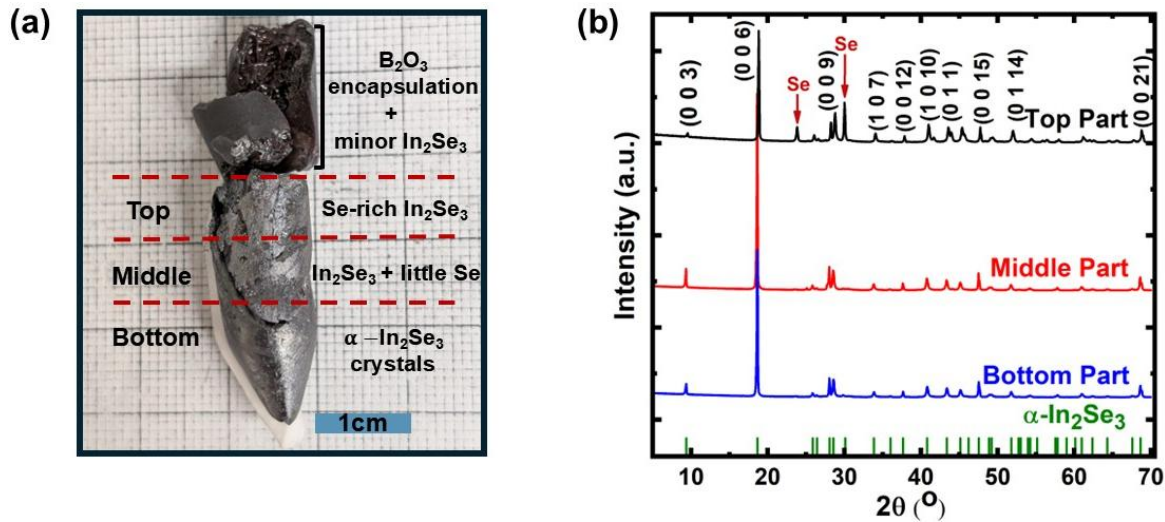 (a)
B₂O₃
encapsulation
+
minor In₂Se₃
Top
Se-rich In₂Se₃
Middle
In₂Se₃ + little Se
Bottom
α –In₂Se₃
crystals
1cm
(b)
Intensity (a.u.)
(0 0 3)
(0 0 6)
Se
(0 0 9)
Se
(1 0 7)
(0 0 12)
(1 0 10)
(0 1 1)
(0 0 15)
(0 1 14)
(0 0 21)
Top Part
Middle Part
Bottom Part
α-In₂Se₃
10 20 30 40 50 60 70
2θ (°)